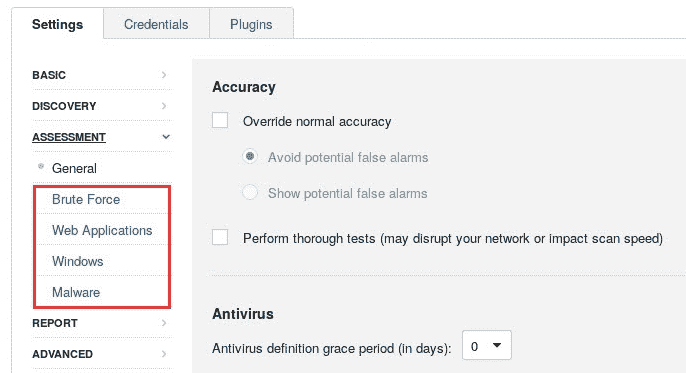 Settings Credentials Plugins
BASIC
DISCOVERY
ASSESSMENT
General
Brute Force
Web Applications
Windows
Malware
REPORT
ADVANCED
Accuracy
Override normal accuracy
Avoid potential false alarms
Show potential false alarms
Perform thorough tests (may disrupt your network or impact scan speed)
Antivirus
Antivirus definition grace period (in days): 0